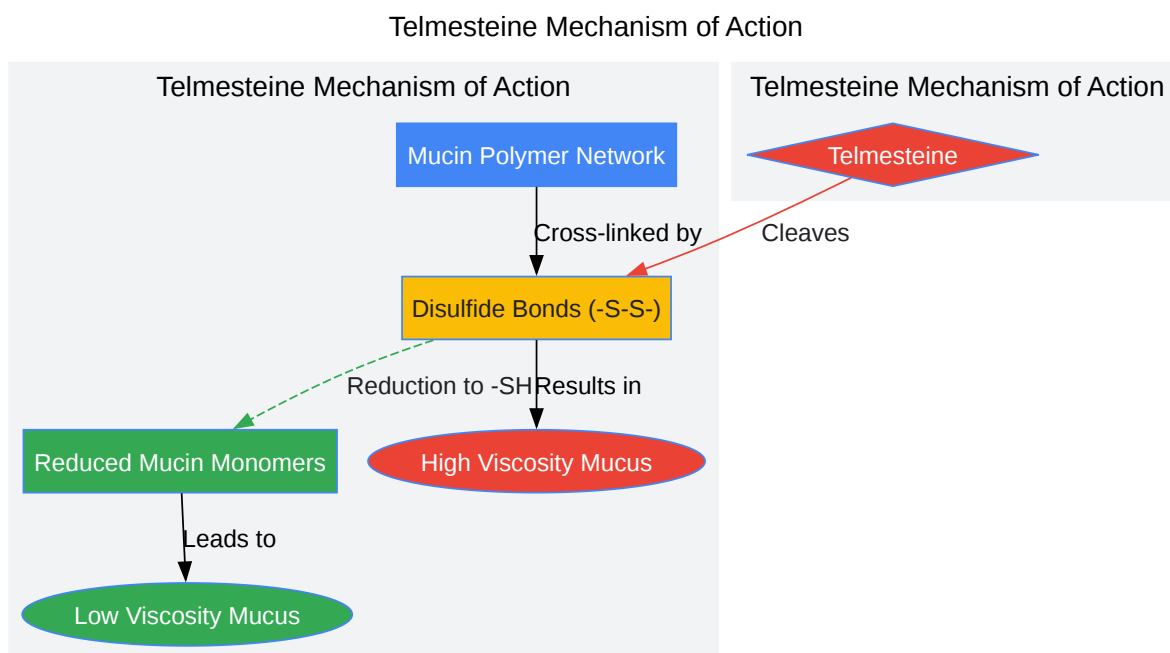 Telmesteine Mechanism of Action
Telmesteine Mechanism of Action
Telmesteine Mechanism of Action
Mucin Polymer Network
Telmesteine
Cross-linked by
Cleaves
Disulfide Bonds (-S-S-)
Reduction to -SH
Results in
Reduced Mucin Monomers
High Viscosity Mucus
Leads to
Low Viscosity Mucus